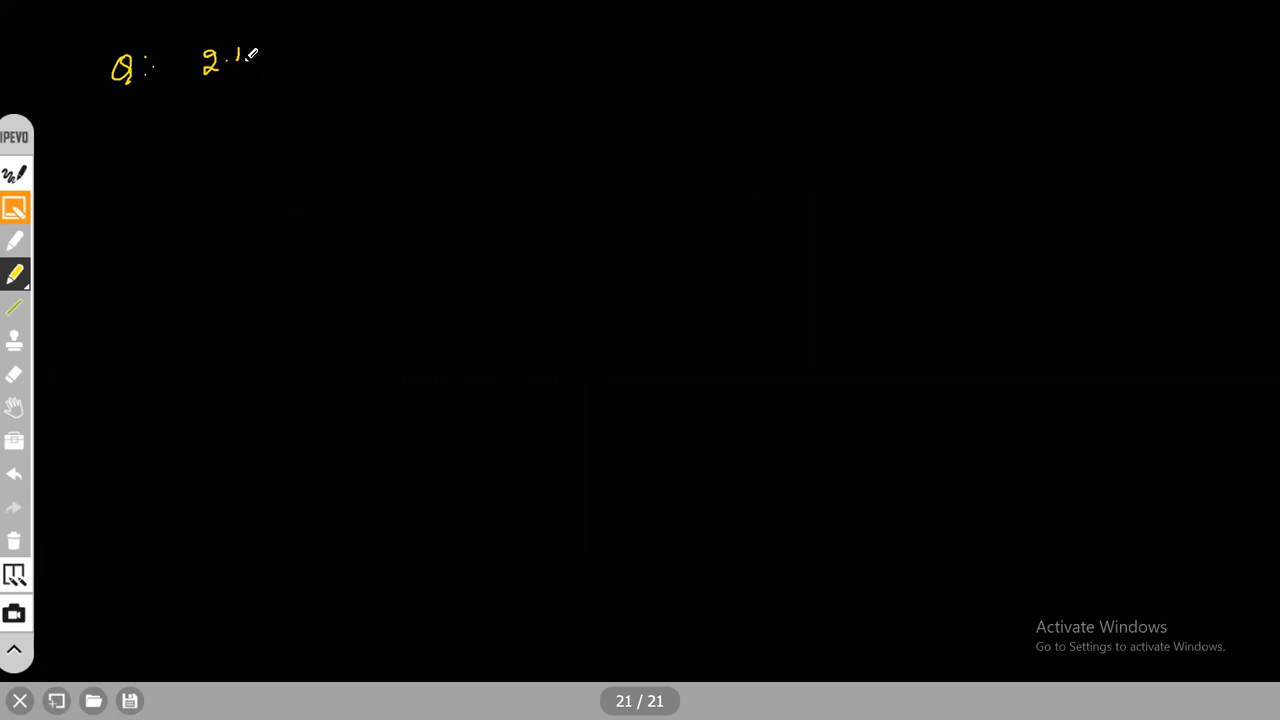 Q: 2.1
IPEVO
Activate Windows
Go to Settings to activate Windows.
21 / 21